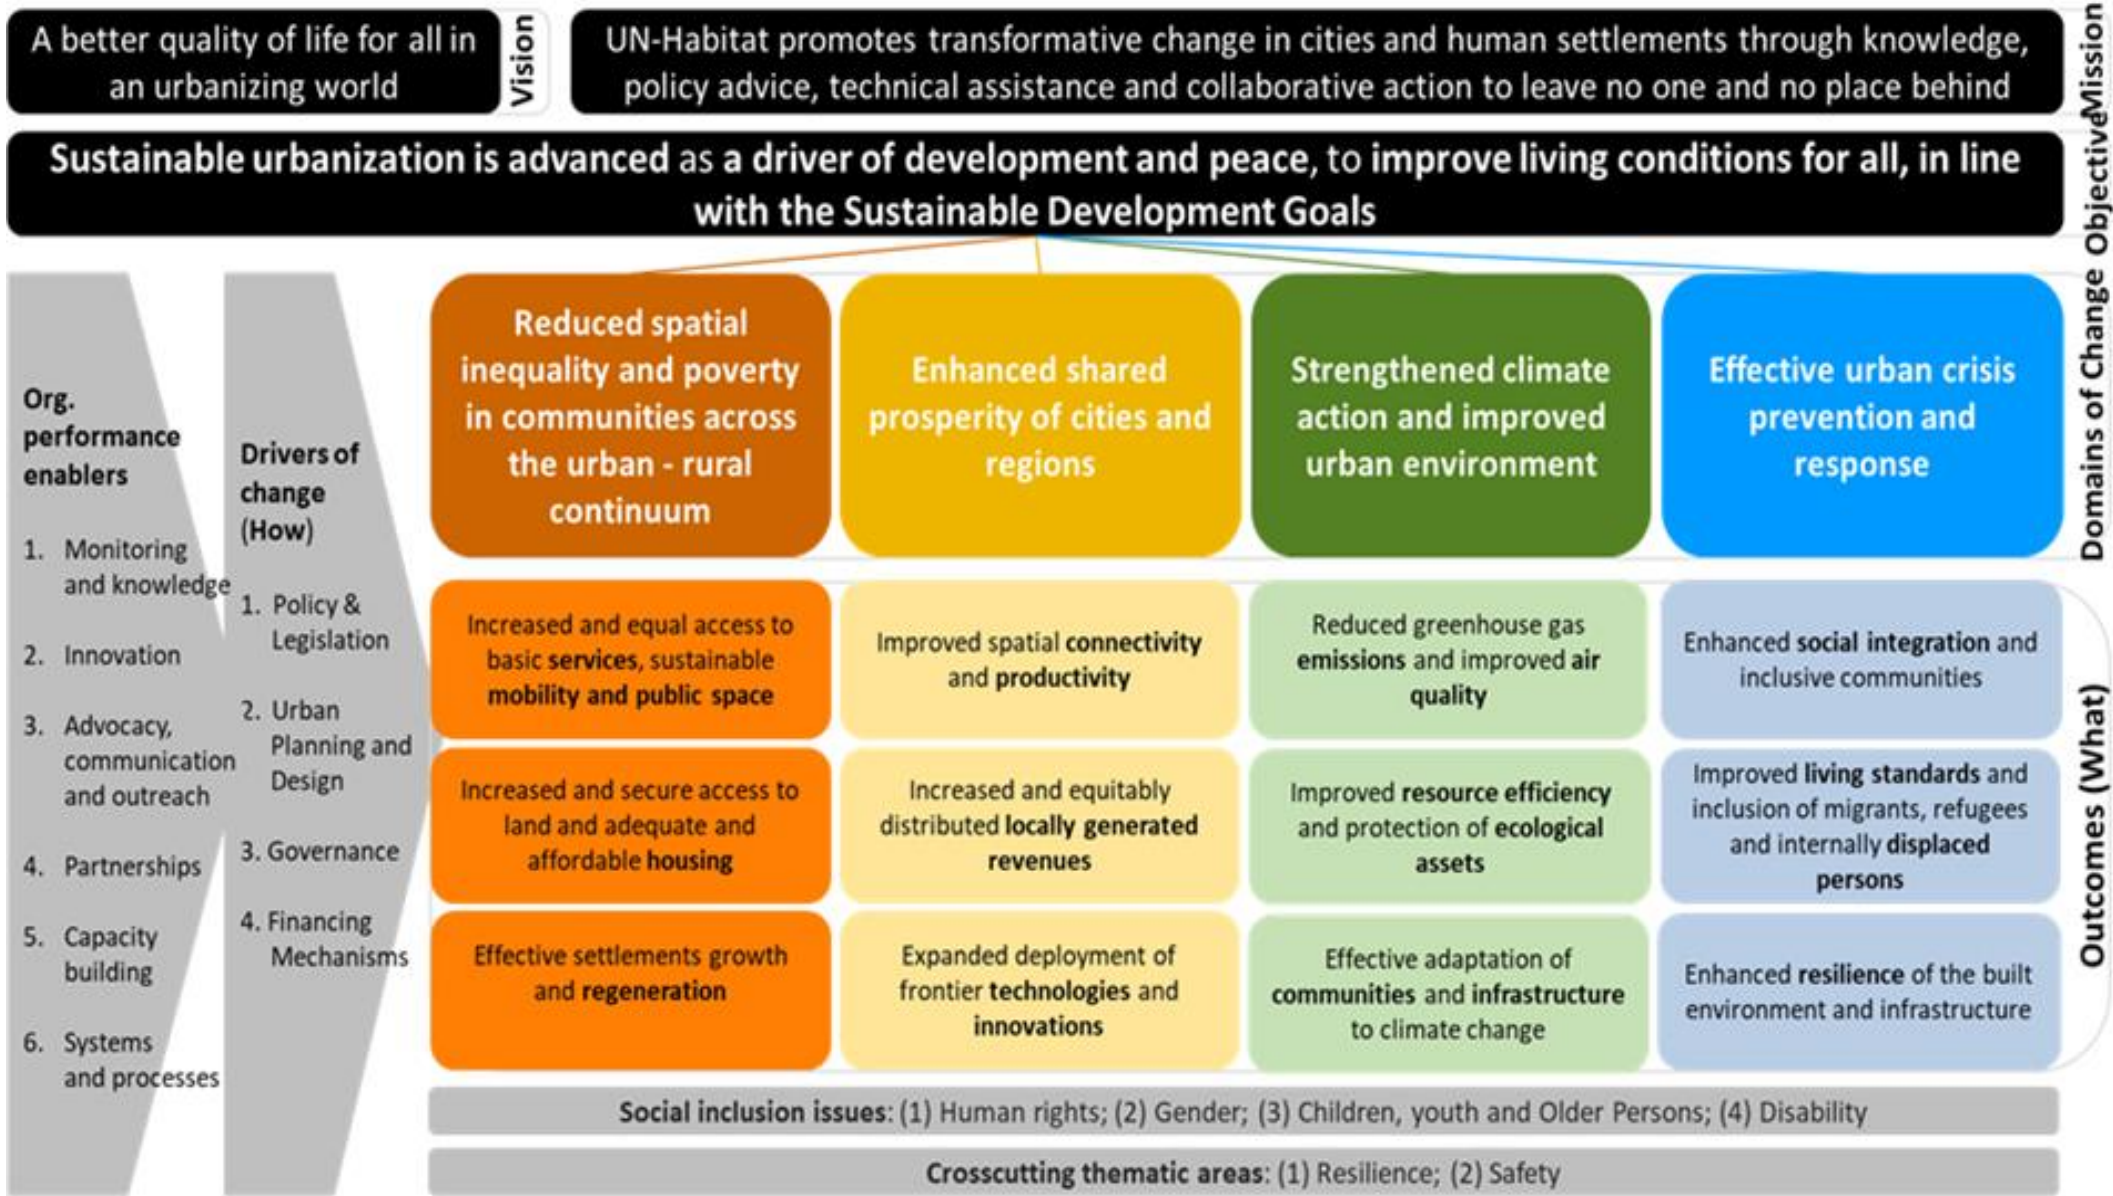 A better quality of life for all in
an urbanizing world
Vision
UN-Habitat promotes transformative change in cities and human settlements through knowledge,
policy advice, technical assistance and collaborative action to leave no one and no place behind
Mission
Sustainable urbanization is advanced as a driver of development and peace, to improve living conditions for all, in line
with the Sustainable Development Goals
Objective
Org.
performance
enablers
1. Monitoring
and knowledge
2. Innovation
3. Advocacy,
communication
and outreach
4. Partnerships
5. Capacity
building
6. Systems
and processes
Drivers of
change
(How)
1. Policy &
Legislation
2. Urban
Planning and
Design
3. Governance
4. Financing
Mechanisms
Reduced spatial
inequality and poverty
in communities across
the urban - rural
continuum
Enhanced shared
prosperity of cities and
regions
Strengthened climate
action and improved
urban environment
Effective urban crisis
prevention and
response
Domains of Change
Increased and equal access to
basic services, sustainable
mobility and public space
Improved spatial connectivity
and productivity
Reduced greenhouse gas
emissions and improved air
quality
Enhanced social integration and
inclusive communities
Increased and secure access to
land and adequate and
affordable housing
Increased and equitably
distributed locally generated
revenues
Improved resource efficiency
and protection of ecological
assets
Improved living standards and
inclusion of migrants, refugees
and internally displaced
persons
Effective settlements growth
and regeneration
Expanded deployment of
frontier technologies and
innovations
Effective adaptation of
communities and infrastructure
to climate change
Enhanced resilience of the built
environment and infrastructure
Outcomes (What)
Social inclusion issues: (1) Human rights; (2) Gender; (3) Children, youth and Older Persons; (4) Disability
Crosscutting thematic areas: (1) Resilience; (2) Safety